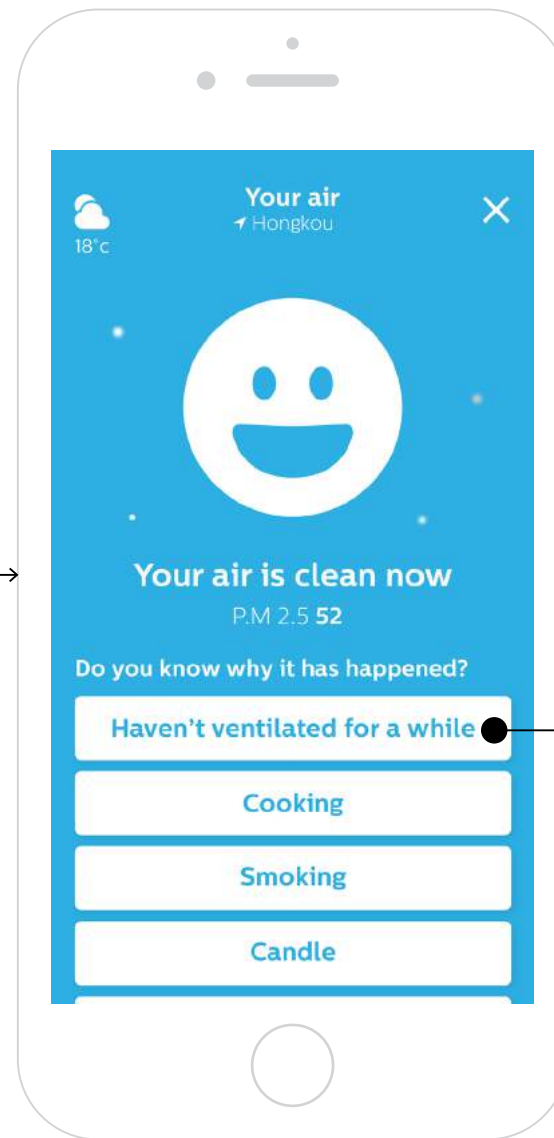 Your air
Hongkou
18°c
Your air is clean now
P.M 2.5 52
Do you know why it has happened?
Haven't ventilated for a while
Cooking
Smoking
Candle